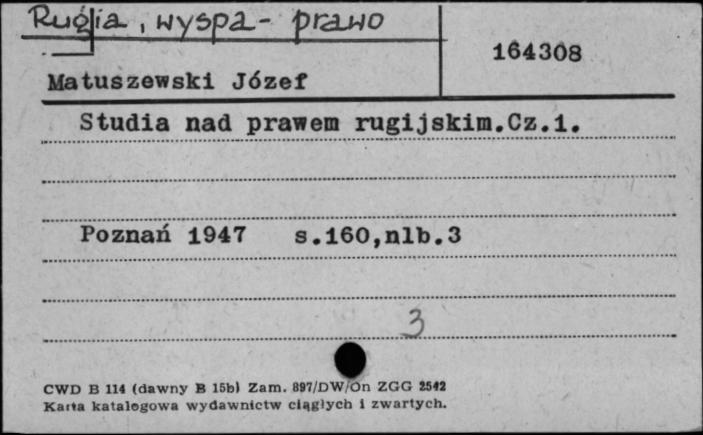 Rugia, wyspa - prawo
164308
Matuszewski Józef
Studia nad prawem rugijskim.Cz.1.
Poznań 1947 s.160,nlb.3
3
CWD B 114 (dawny B 15b) Zam. 897/DW/On ZGG 2542
Karta katalogowa wydawnictw ciągłych i zwartych.